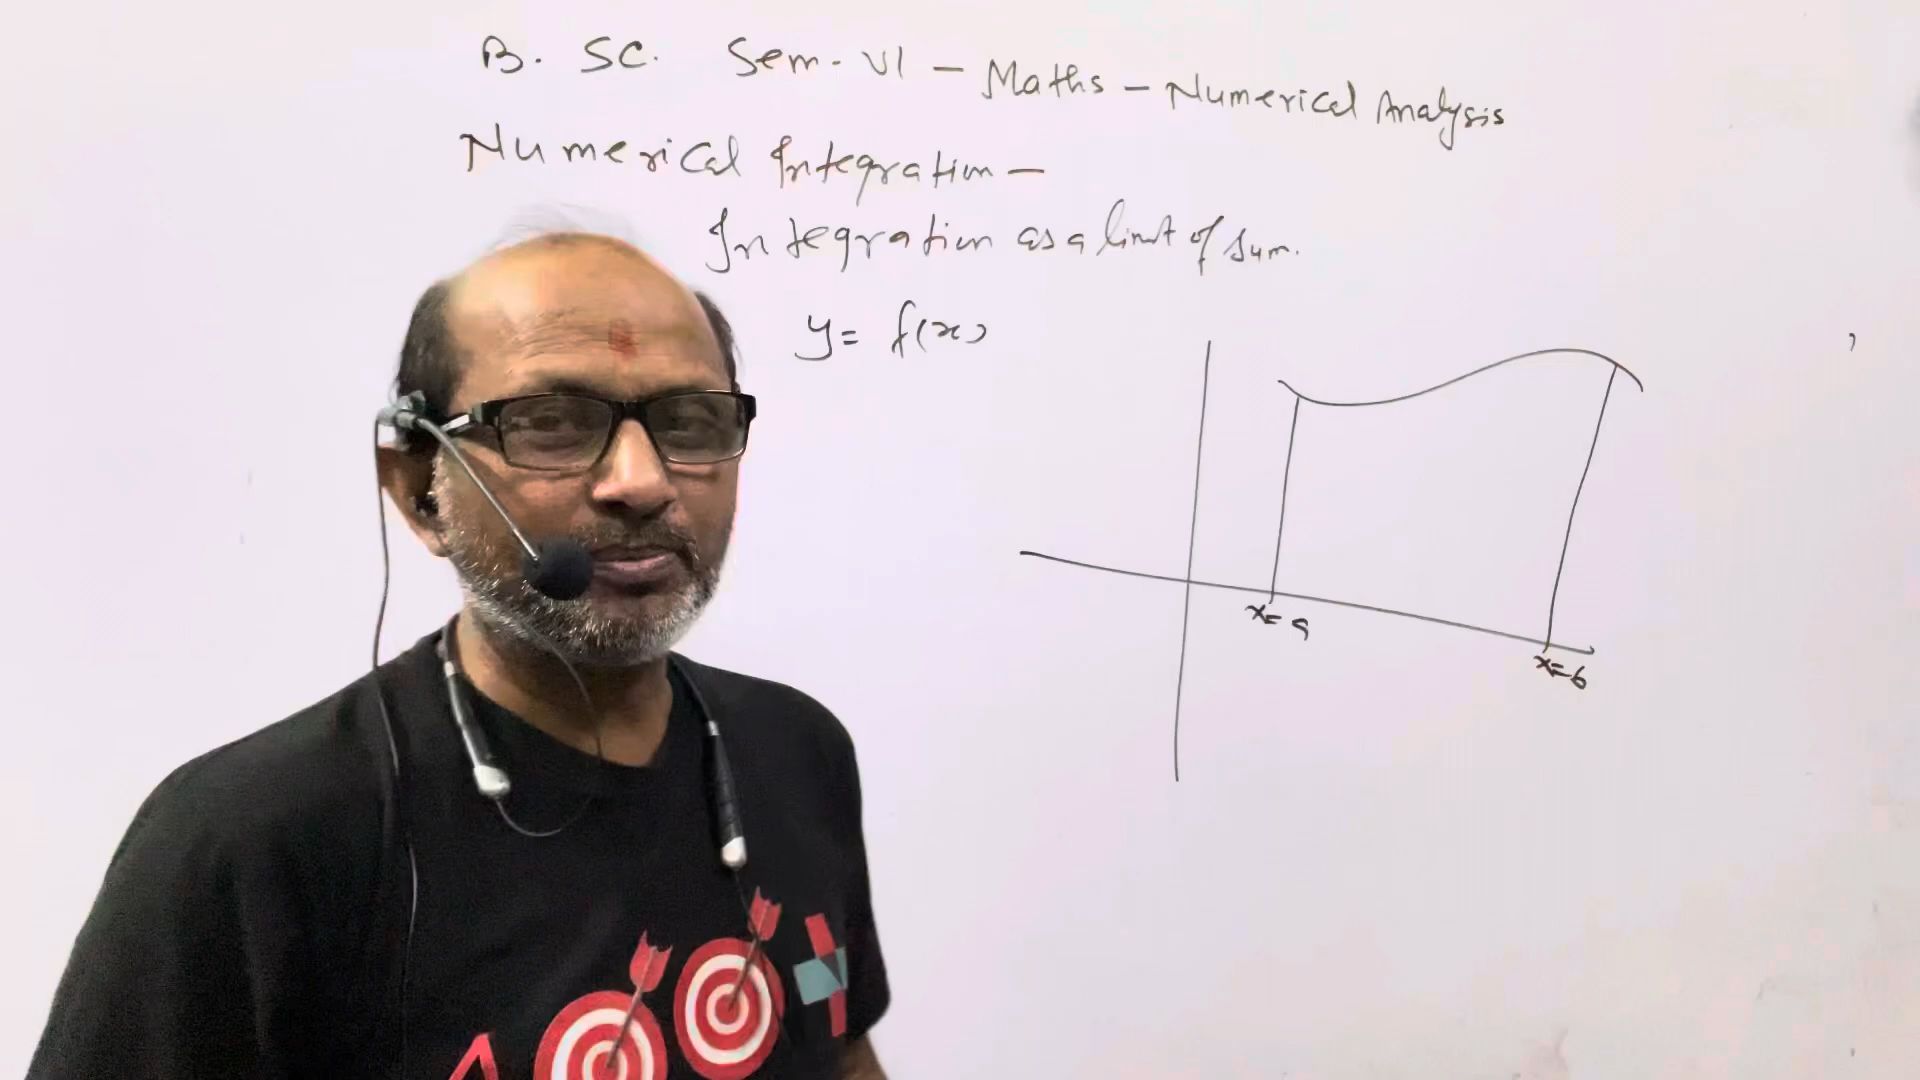 B. SC. Sem-VI - Maths - Numerical Analysis
Numerical Integration -
Integration as a limit of sum.
y = f(x)
x=a
x=b